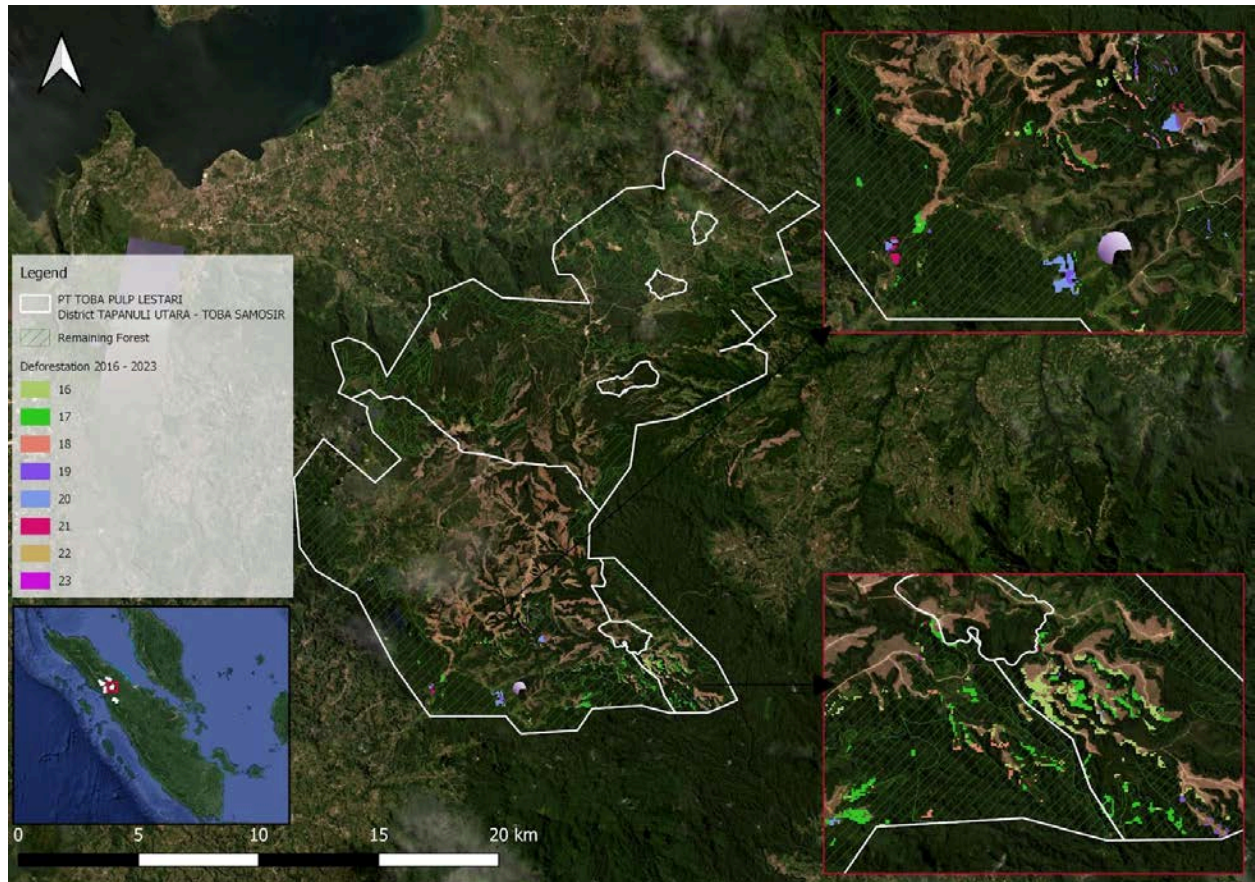 Legend
PT TOBA PULP LESTARI
District TAPANULI UTARA - TOBA SAMOSIR
Remaining Forest
Deforestation 2016 - 2023
16
17
18
19
20
21
22
23
0 5 10 15 20 km